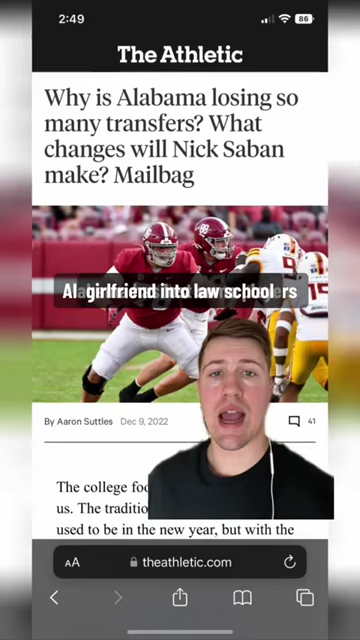 2:49
86
The Athletic
Why is Alabama losing so
many transfers? What
changes will Nick Saban
make? Mailbag
girlfriend into law school
By Aaron Suttles Dec 9, 2022
41
The college foo
us. The traditio
used to be in the new year, but with the
AA theathletic.com